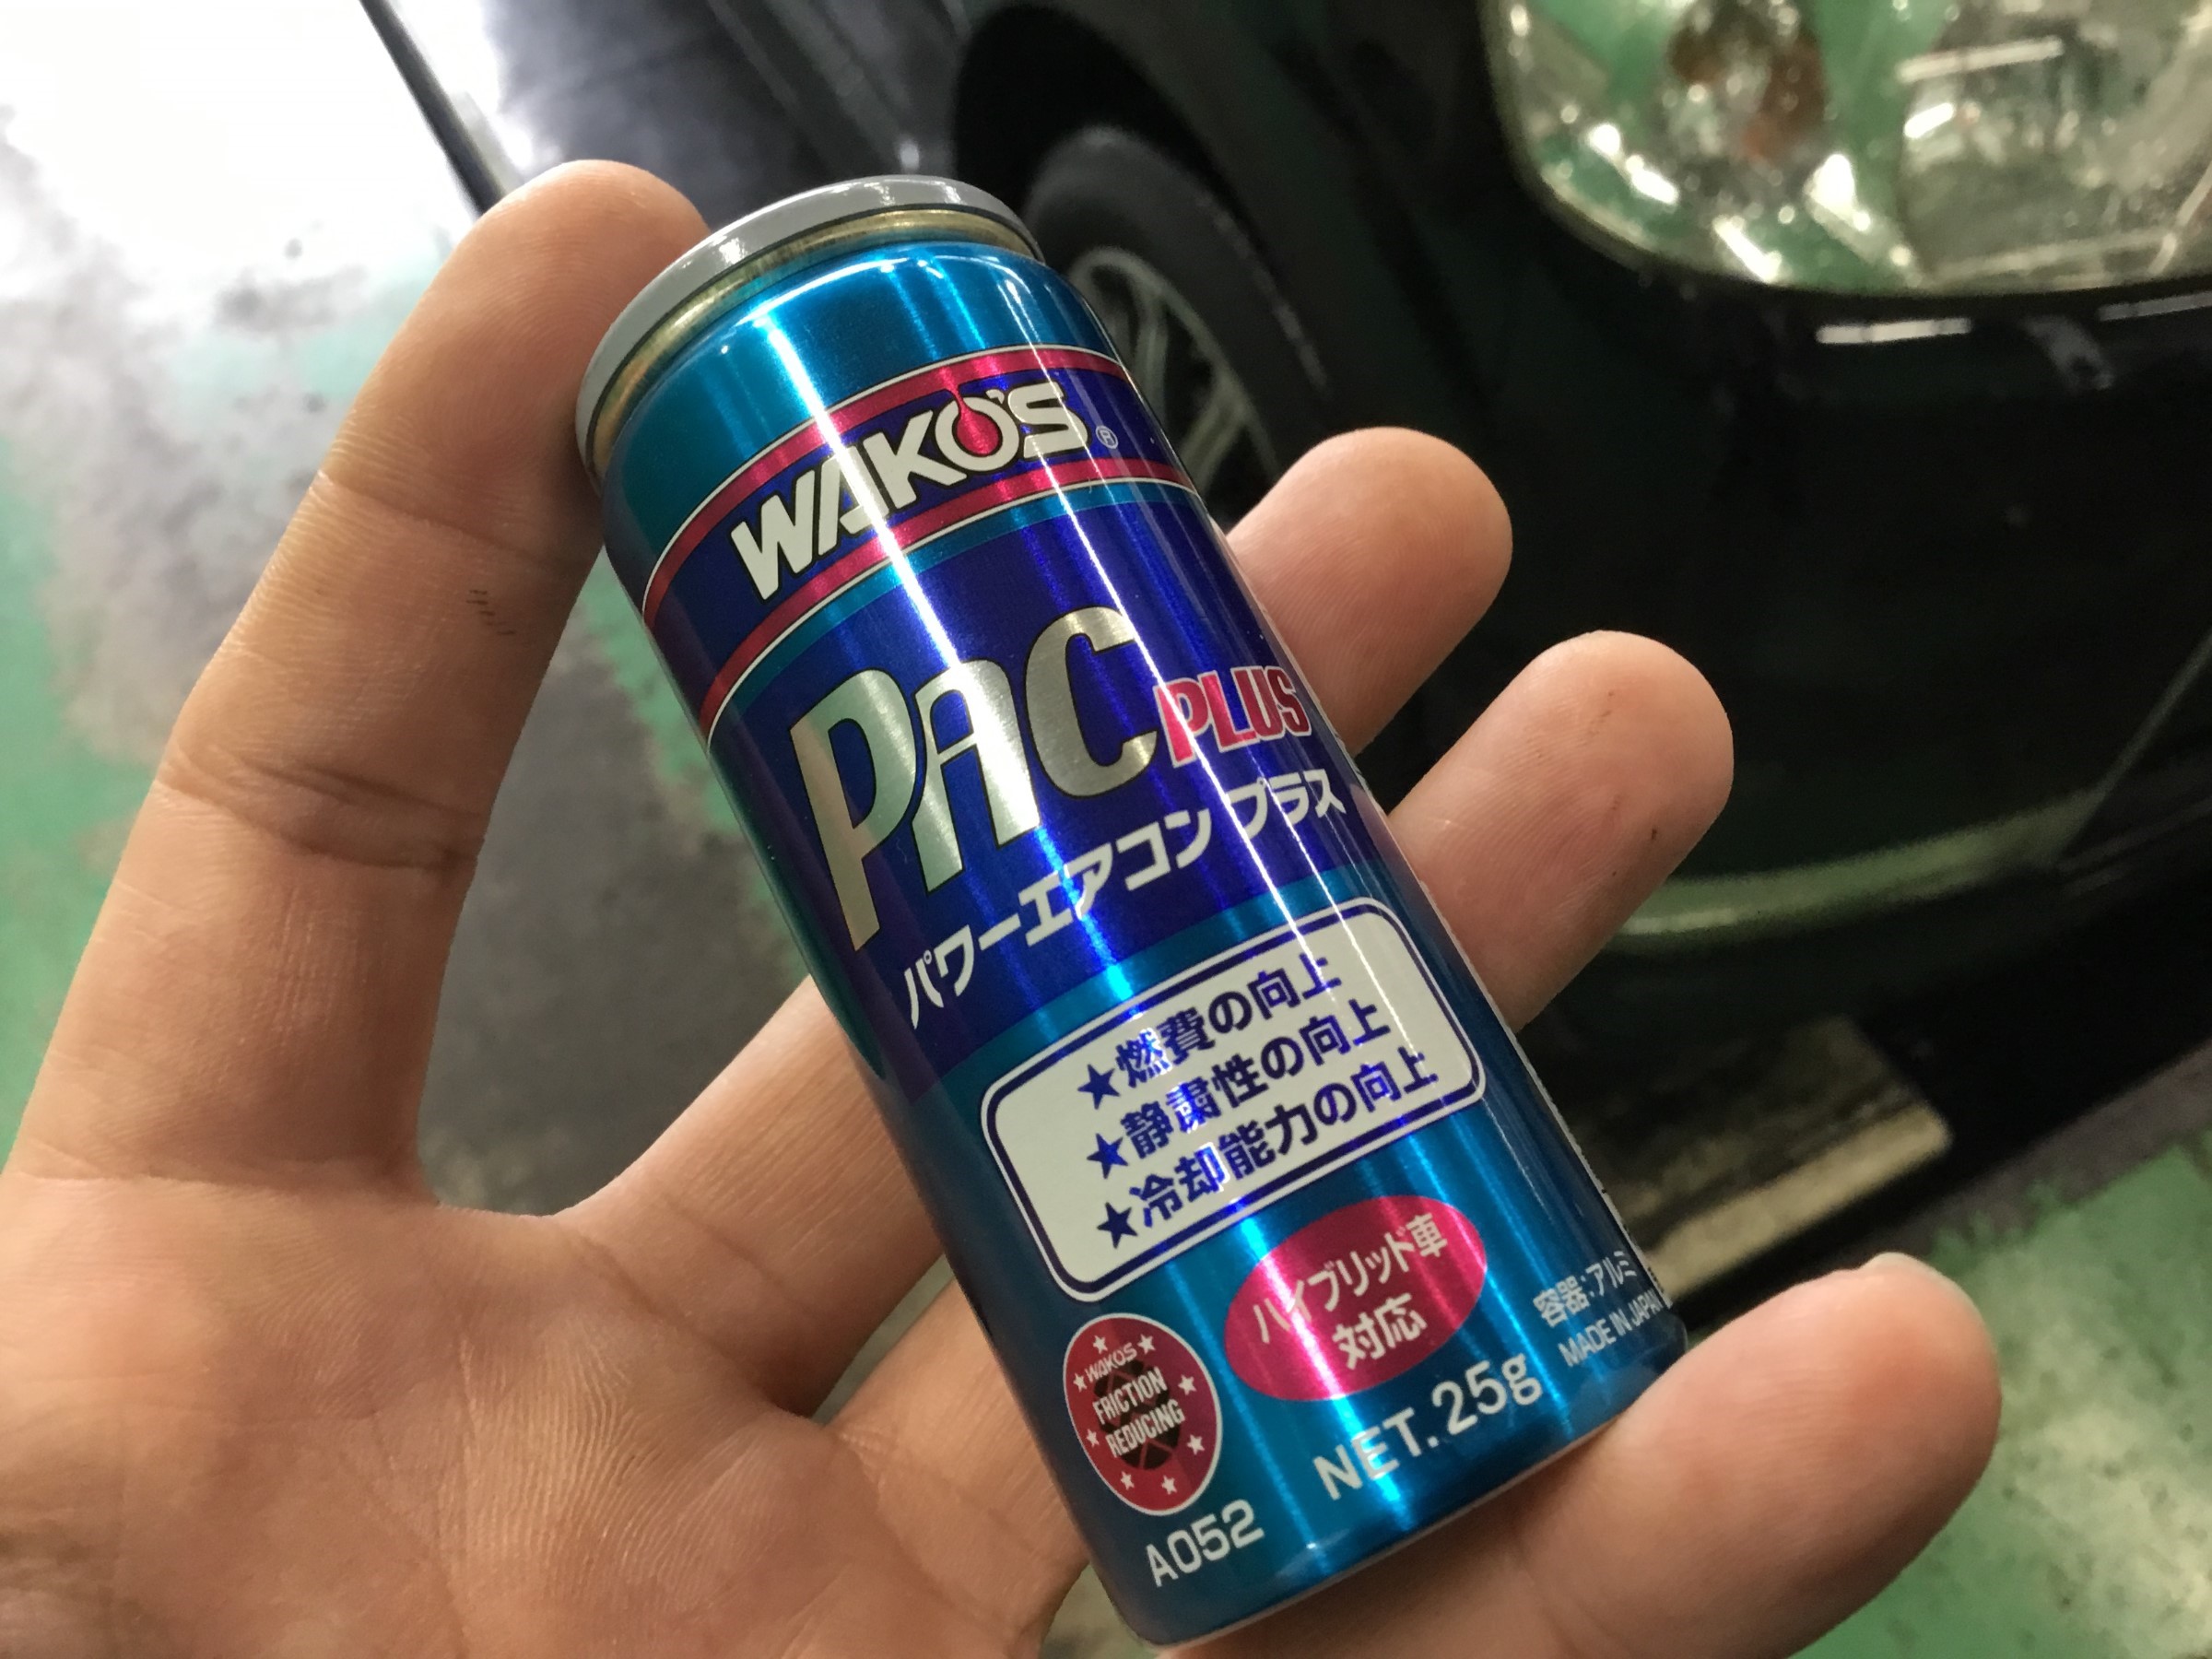 WAKO'S®
PAC PLUS
パワーエアコン プラス
★燃費の向上
★静粛性の向上
★冷却能力の向上
ハイブリッド車
対応
容器:アルミ
MADE IN JAPAN
WAKO'S
FRICTION
REDUCING
NET. 25g
A052